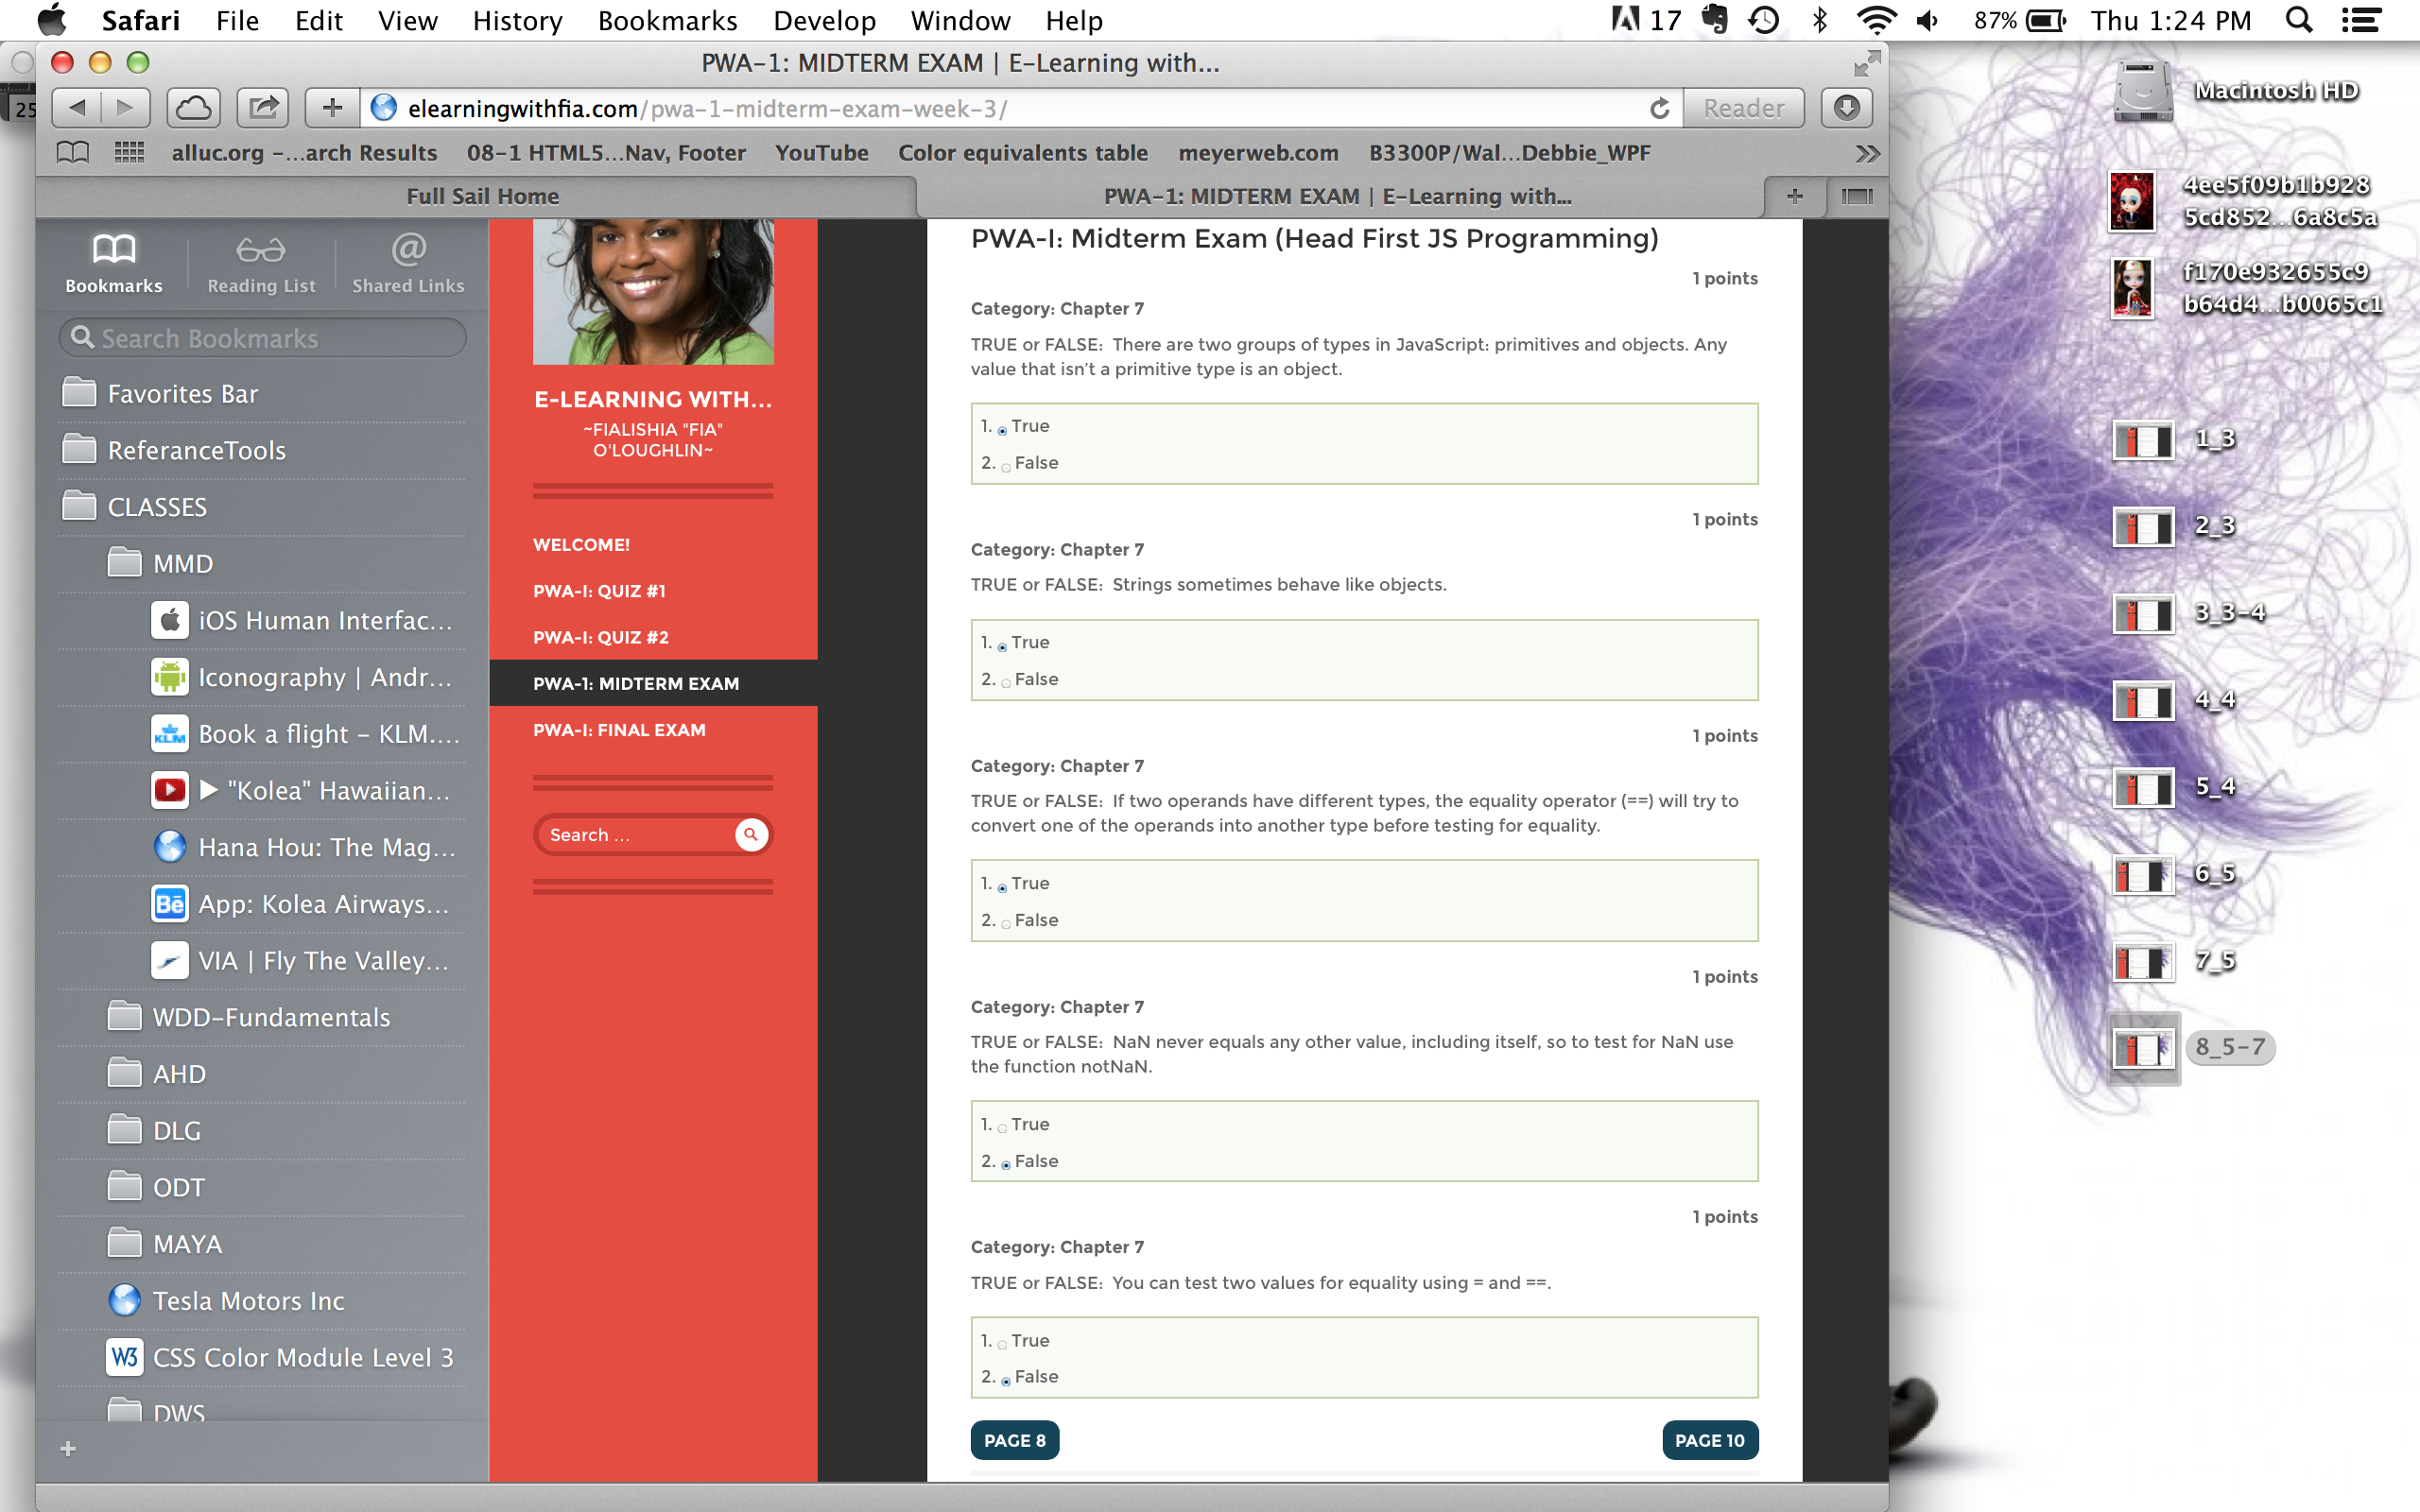 Safari File Edit View History Bookmarks Develop Window Help 17 87% Thu 1:24 PM
PWA-1: MIDTERM EXAM | E-Learning with...
25
elearningwithfia.com/pwa-1-midterm-exam-week-3/ Reader
alluc.org -...arch Results 08-1 HTML5...Nav, Footer YouTube Color equivalents table meyerweb.com B3300P/Wal...Debbie_WPF
Full Sail Home PWA-1: MIDTERM EXAM | E-Learning with...
Bookmarks Reading List Shared Links
Search Bookmarks
Favorites Bar
ReferanceTools
CLASSES
MMD
iOS Human Interfac...
Iconography | Andr...
KLM Book a flight - KLM....
▶ "Kolea" Hawaiian...
Hana Hou: The Mag...
Bē App: Kolea Airways...
VIA | Fly The Valley...
WDD-Fundamentals
AHD
DLG
ODT
MAYA
Tesla Motors Inc
W3 CSS Color Module Level 3
DWS
+
E-LEARNING WITH...
~FIALISHIA "FIA"
O'LOUGHLIN~
WELCOME!
PWA-I: QUIZ #1
PWA-I: QUIZ #2
PWA-1: MIDTERM EXAM
PWA-I: FINAL EXAM
Search ...
PWA-I: Midterm Exam (Head First JS Programming)
1 points
Category: Chapter 7
TRUE or FALSE: There are two groups of types in JavaScript: primitives and objects. Any
value that isn't a primitive type is an object.
1. True
2. False
1 points
Category: Chapter 7
TRUE or FALSE: Strings sometimes behave like objects.
1. True
2. False
1 points
Category: Chapter 7
TRUE or FALSE: If two operands have different types, the equality operator (==) will try to
convert one of the operands into another type before testing for equality.
1. True
2. False
1 points
Category: Chapter 7
TRUE or FALSE: NaN never equals any other value, including itself, so to test for NaN use
the function notNaN.
1. True
2. False
1 points
Category: Chapter 7
TRUE or FALSE: You can test two values for equality using = and ==.
1. True
2. False
PAGE 8 PAGE 10
Macintosh HD
4ee5f09b1b928
5cd852...6a8c5a
f170e932655c9
b64d4...b0065c1
1_3
2_3
3_3-4
4_4
5_4
6_5
7_5
8_5-7